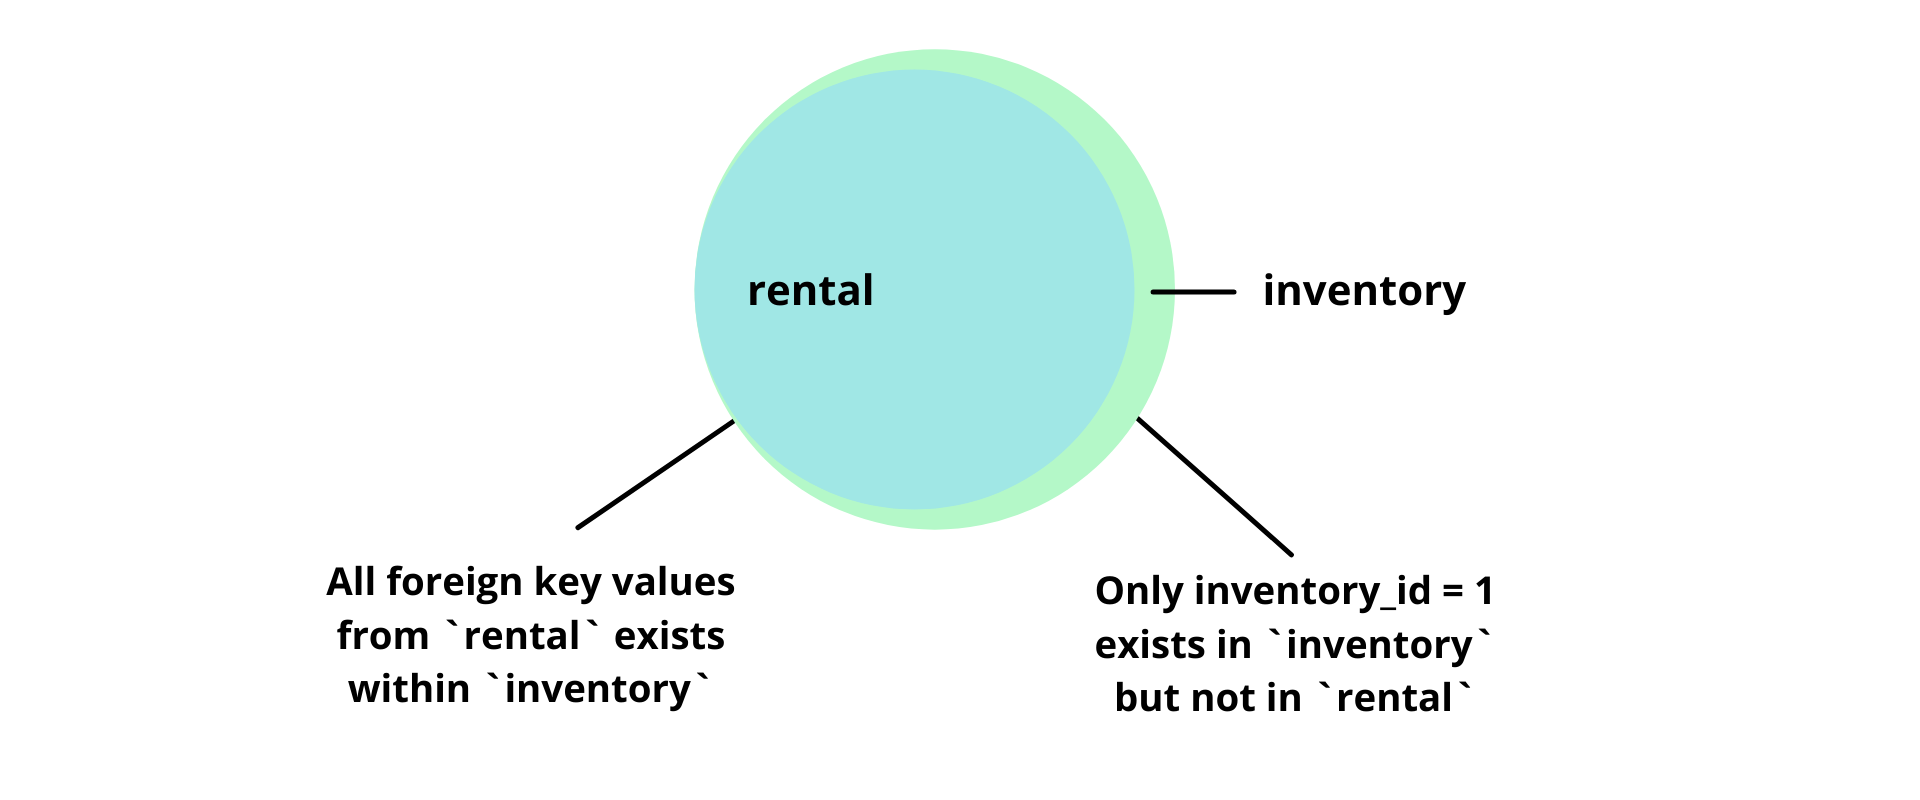 rental
inventory
All foreign key values
from `rental` exists
within `inventory`
Only inventory_id = 1
exists in `inventory`
but not in `rental`